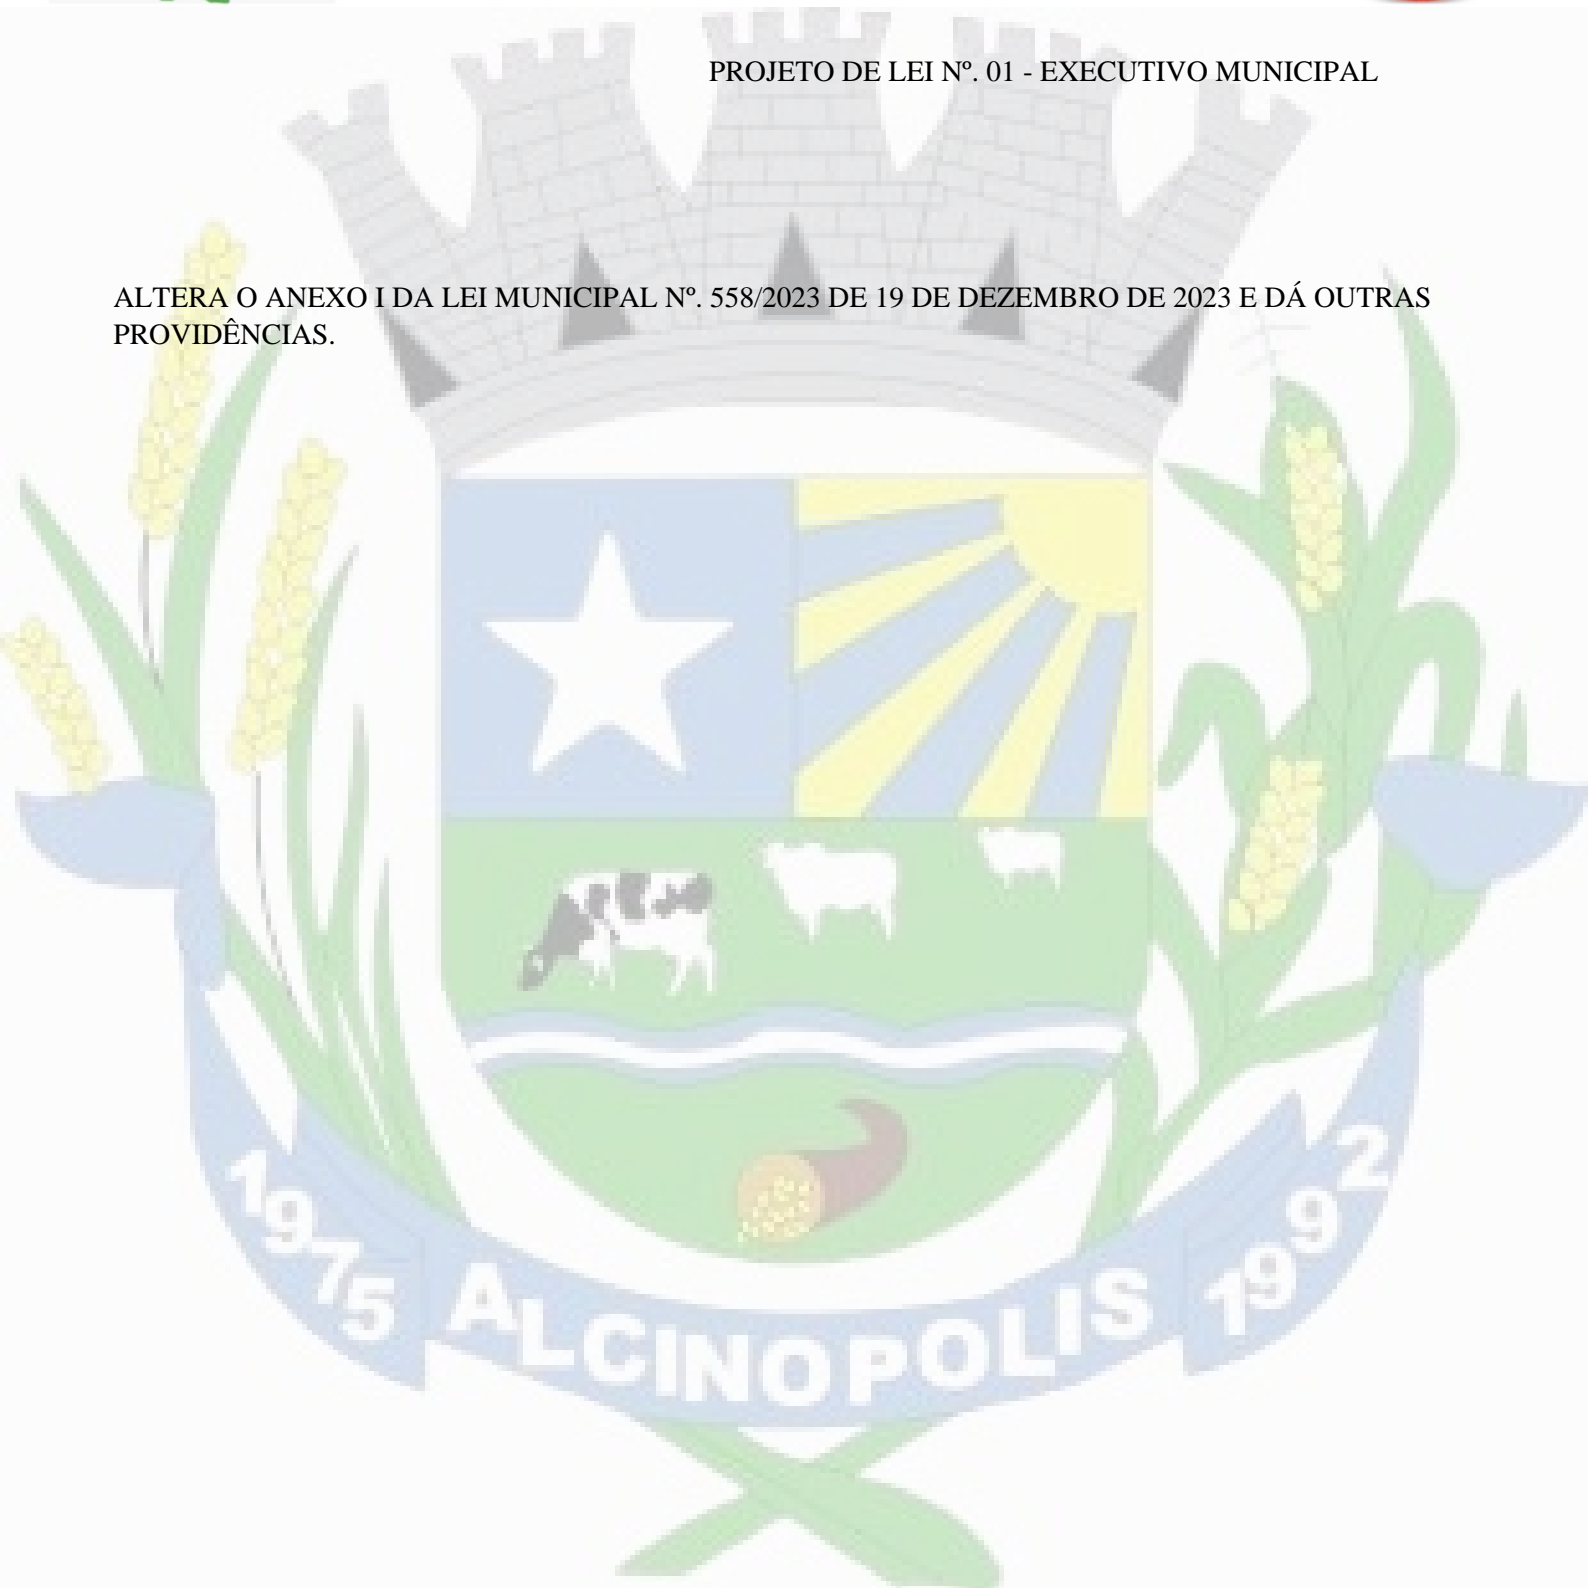 PROJETO DE LEI Nº. 01 - EXECUTIVO MUNICIPAL
ALTERA O ANEXO I DA LEI MUNICIPAL Nº. 558/2023 DE 19 DE DEZEMBRO DE 2023 E DÁ OUTRAS
PROVIDÊNCIAS.
1975 ALCINOPOLIS 1992